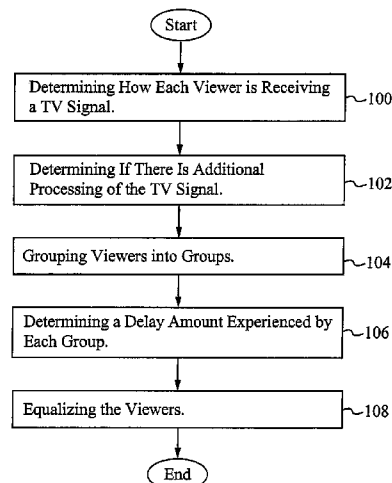 Start
Determining How Each Viewer is Receiving
a TV Signal.
100
Determining If There Is Additional
Processing of the TV Signal.
102
Grouping Viewers into Groups.
104
Determining a Delay Amount Experienced by
Each Group.
106
Equalizing the Viewers.
108
End